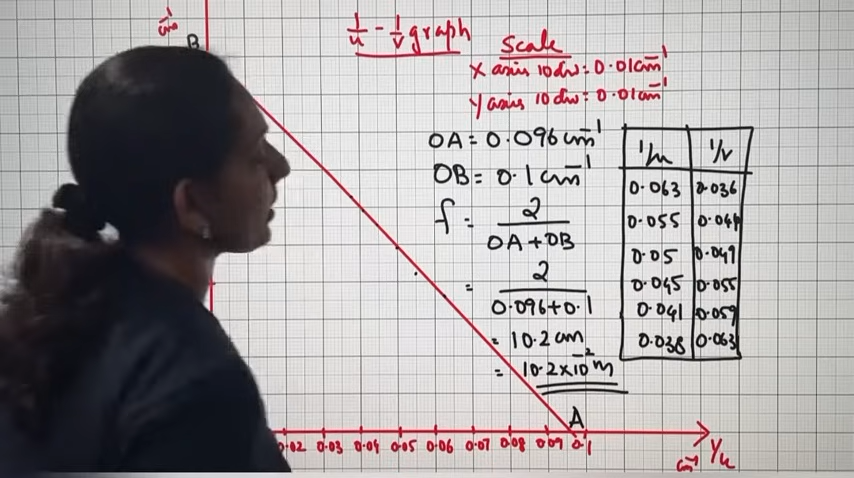 1/u - 1/v graph
Scale
X axis 10 div = 0.01 cm⁻¹
Y axis 10 div = 0.01 cm⁻¹
cm⁻¹
B
OA = 0.096 cm⁻¹
OB = 0.1 cm⁻¹
f = 2 / OA + OB
= 2 / 0.096 + 0.1
= 10.2 cm
= 10.2 x 10⁻² m
1/u 1/v
0.063 0.036
0.055
0.05 0.049
0.045 0.055
0.041 0.059
0.038 0.063
A
0.02 0.03 0.04 0.05 0.06 0.07 0.08 0.09 0.1
cm⁻¹ 1/u